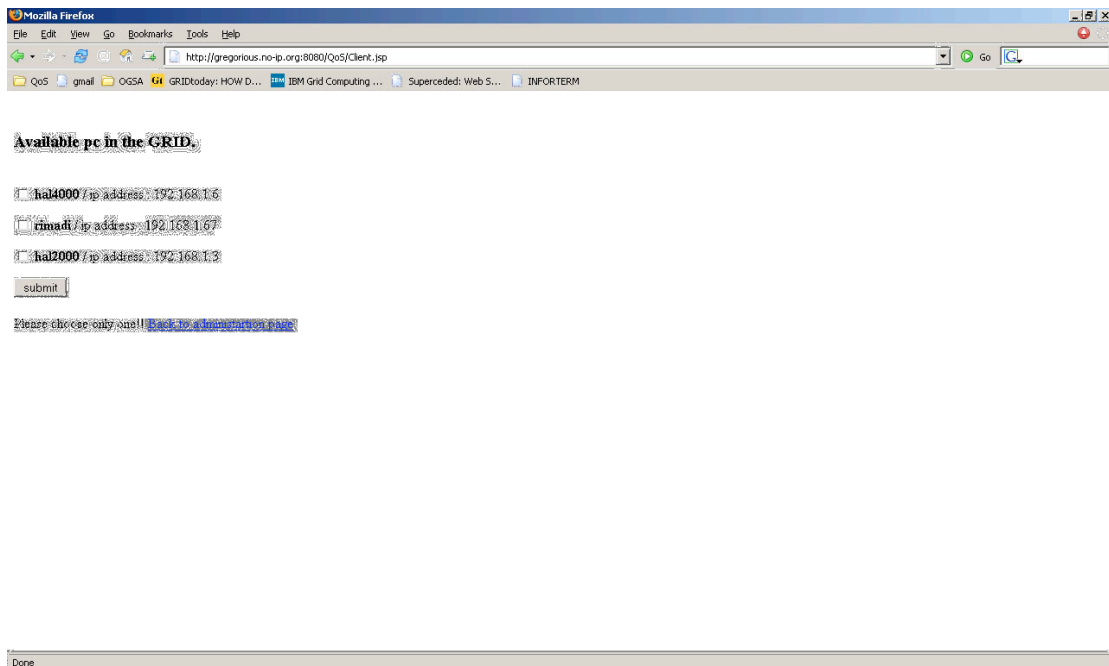 Mozilla Firefox
File Edit View Go Bookmarks Tools Help
http://gregorious.no-ip.org:8080/QoS/Client.jsp Go G
QoS gmail OGSA Gt GRIDtoday: HOW D... IBM IBM Grid Computing ... Superceded: Web S... INFORTERM
Available pc in the GRID.
hal4000 / ip address : 192.168.1.6
rimadi / ip address : 192.168.1.67
hal2000 / ip address : 192.168.1.3
submit
Please choose only one!! Back to administartion page
Done